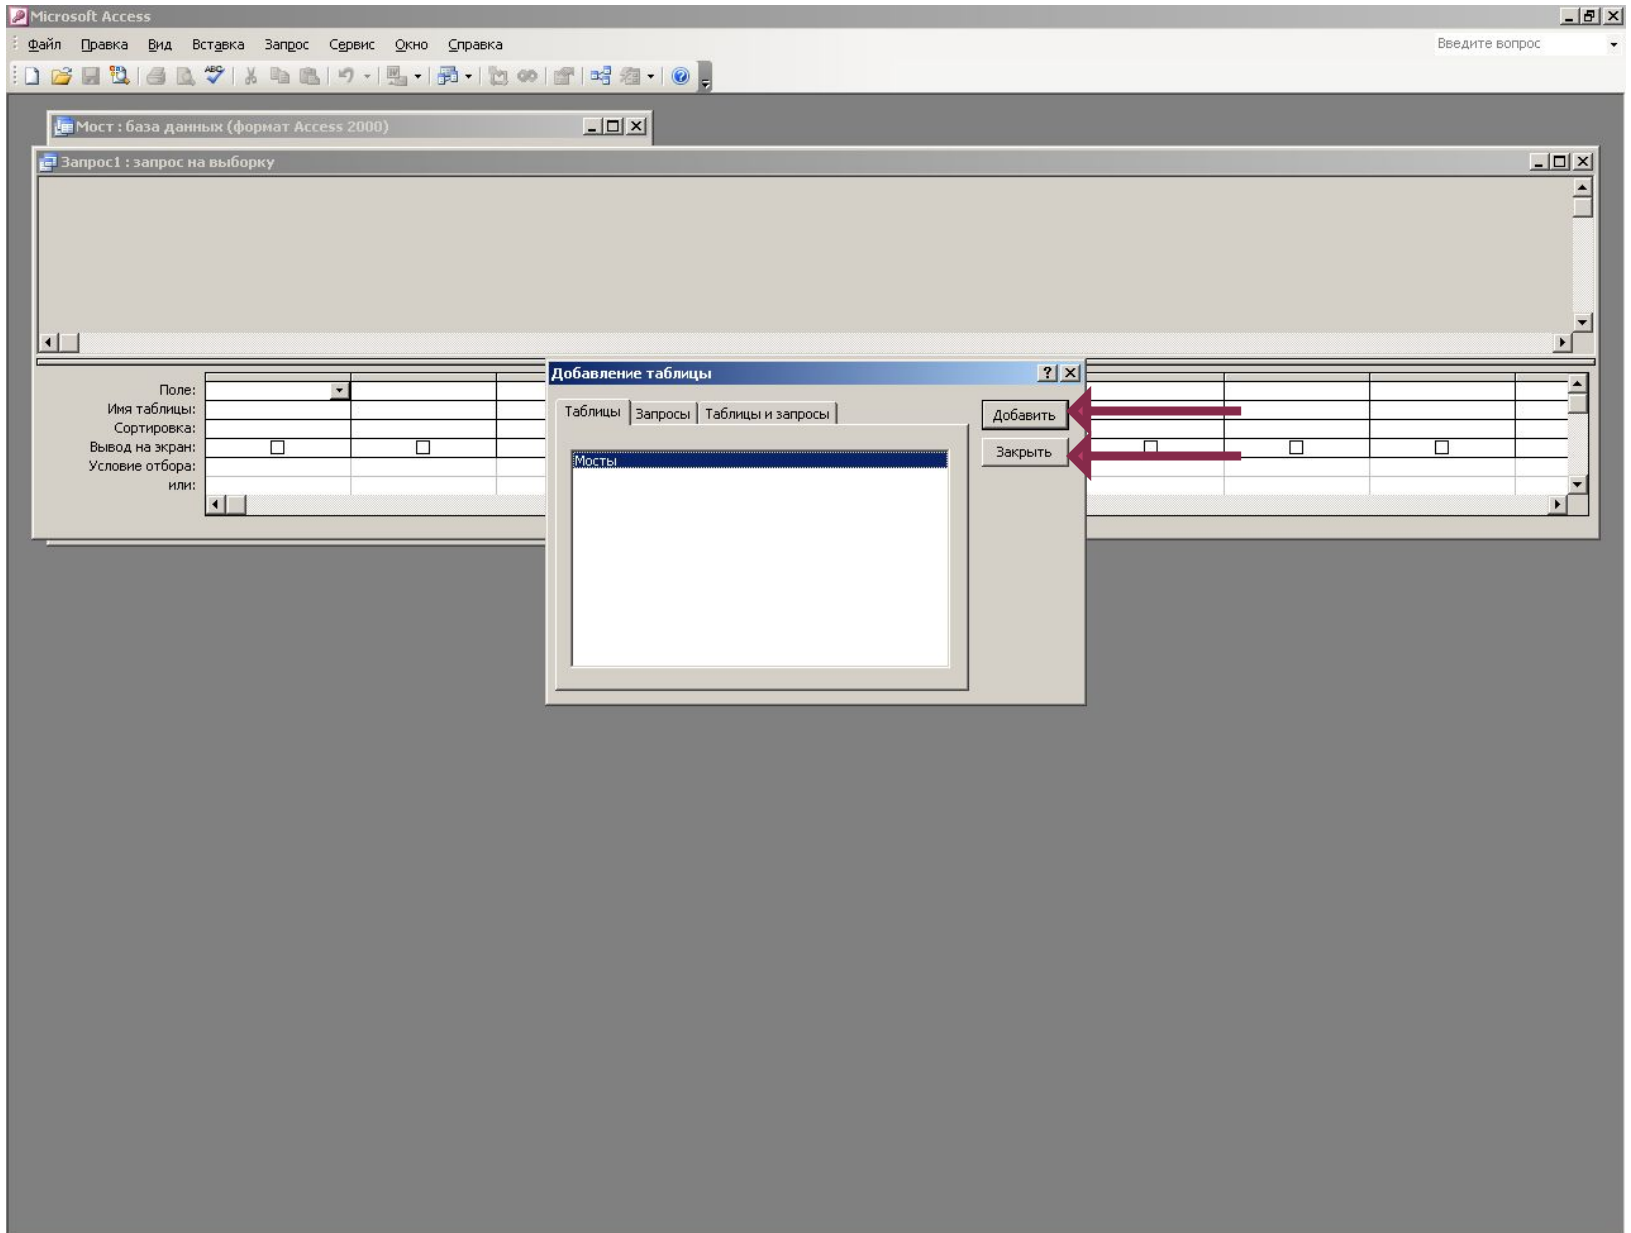 Microsoft Access
Файл Правка Вид Вставка Запрос Сервис Окно Справка Введите вопрос
Мост : база данных (формат Access 2000)
Запрос1 : запрос на выборку
Поле:
Имя таблицы:
Сортировка:
Вывод на экран:
Условие отбора:
или:
Добавление таблицы
Таблицы Запросы Таблицы и запросы
Мосты
Добавить
Закрыть